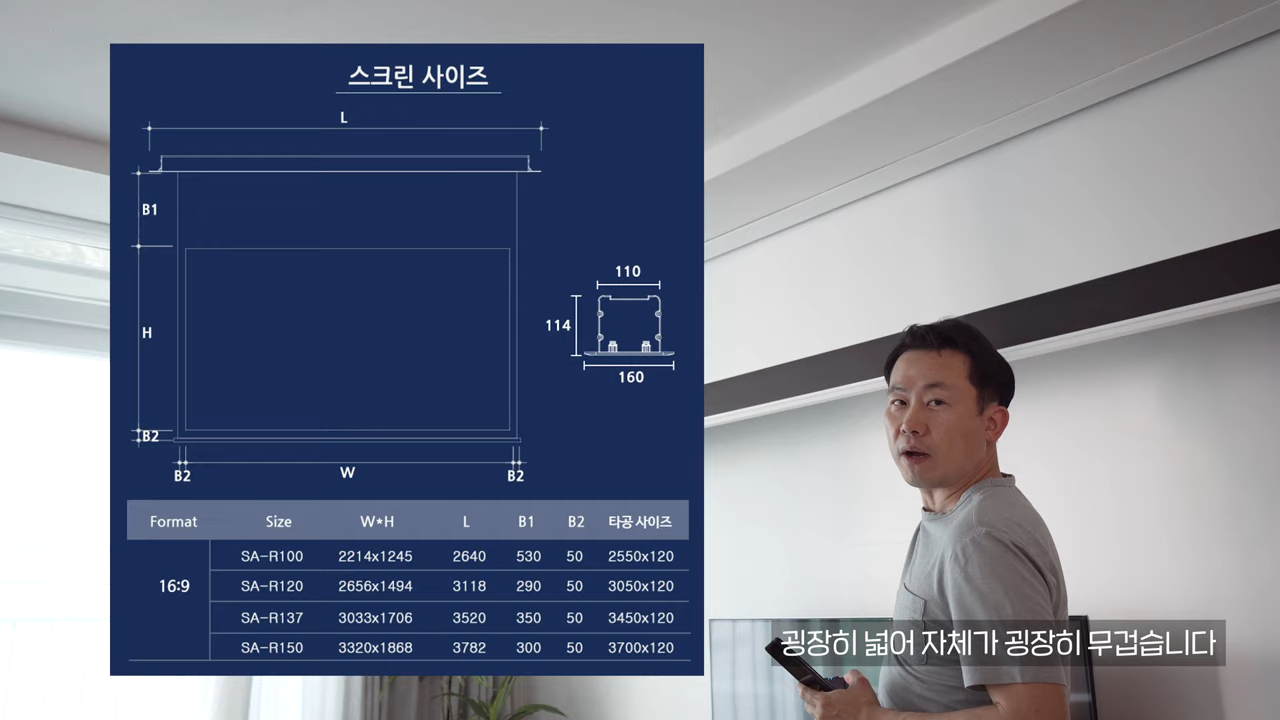 스크린 사이즈
L
B1
H
B2
B2
W
B2
110
114
160
Format Size W*H L B1 B2 타공 사이즈
16:9
SA-R100 2214x1245 2640 530 50 2550x120
SA-R120 2656x1494 3118 290 50 3050x120
SA-R137 3033x1706 3520 350 50 3450x120
SA-R150 3320x1868 3782 300 50 3700x120
굉장히 넓어 자체가 굉장히 무겁습니다